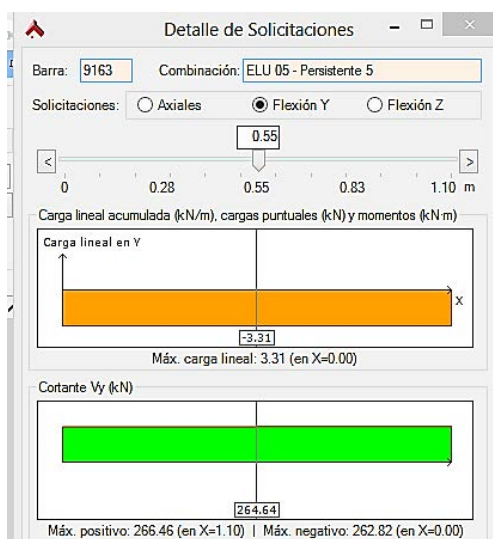 Detalle de Solicitaciones
Barra: 9163 Combinación: ELU 05 - Persistente 5
Solicitaciones: Axiales Flexión Y Flexión Z
0.55
< >
0 0.28 0.55 0.83 1.10 m
Carga lineal acumulada (kN/m), cargas puntuales (kN) y momentos (kN·m)
Carga lineal en Y
X
-3.31
Máx. carga lineal: 3.31 (en X=0.00)
Cortante Vy (kN)
264.64
Máx. positivo: 266.46 (en X=1.10) | Máx. negativo: 262.82 (en X=0.00)